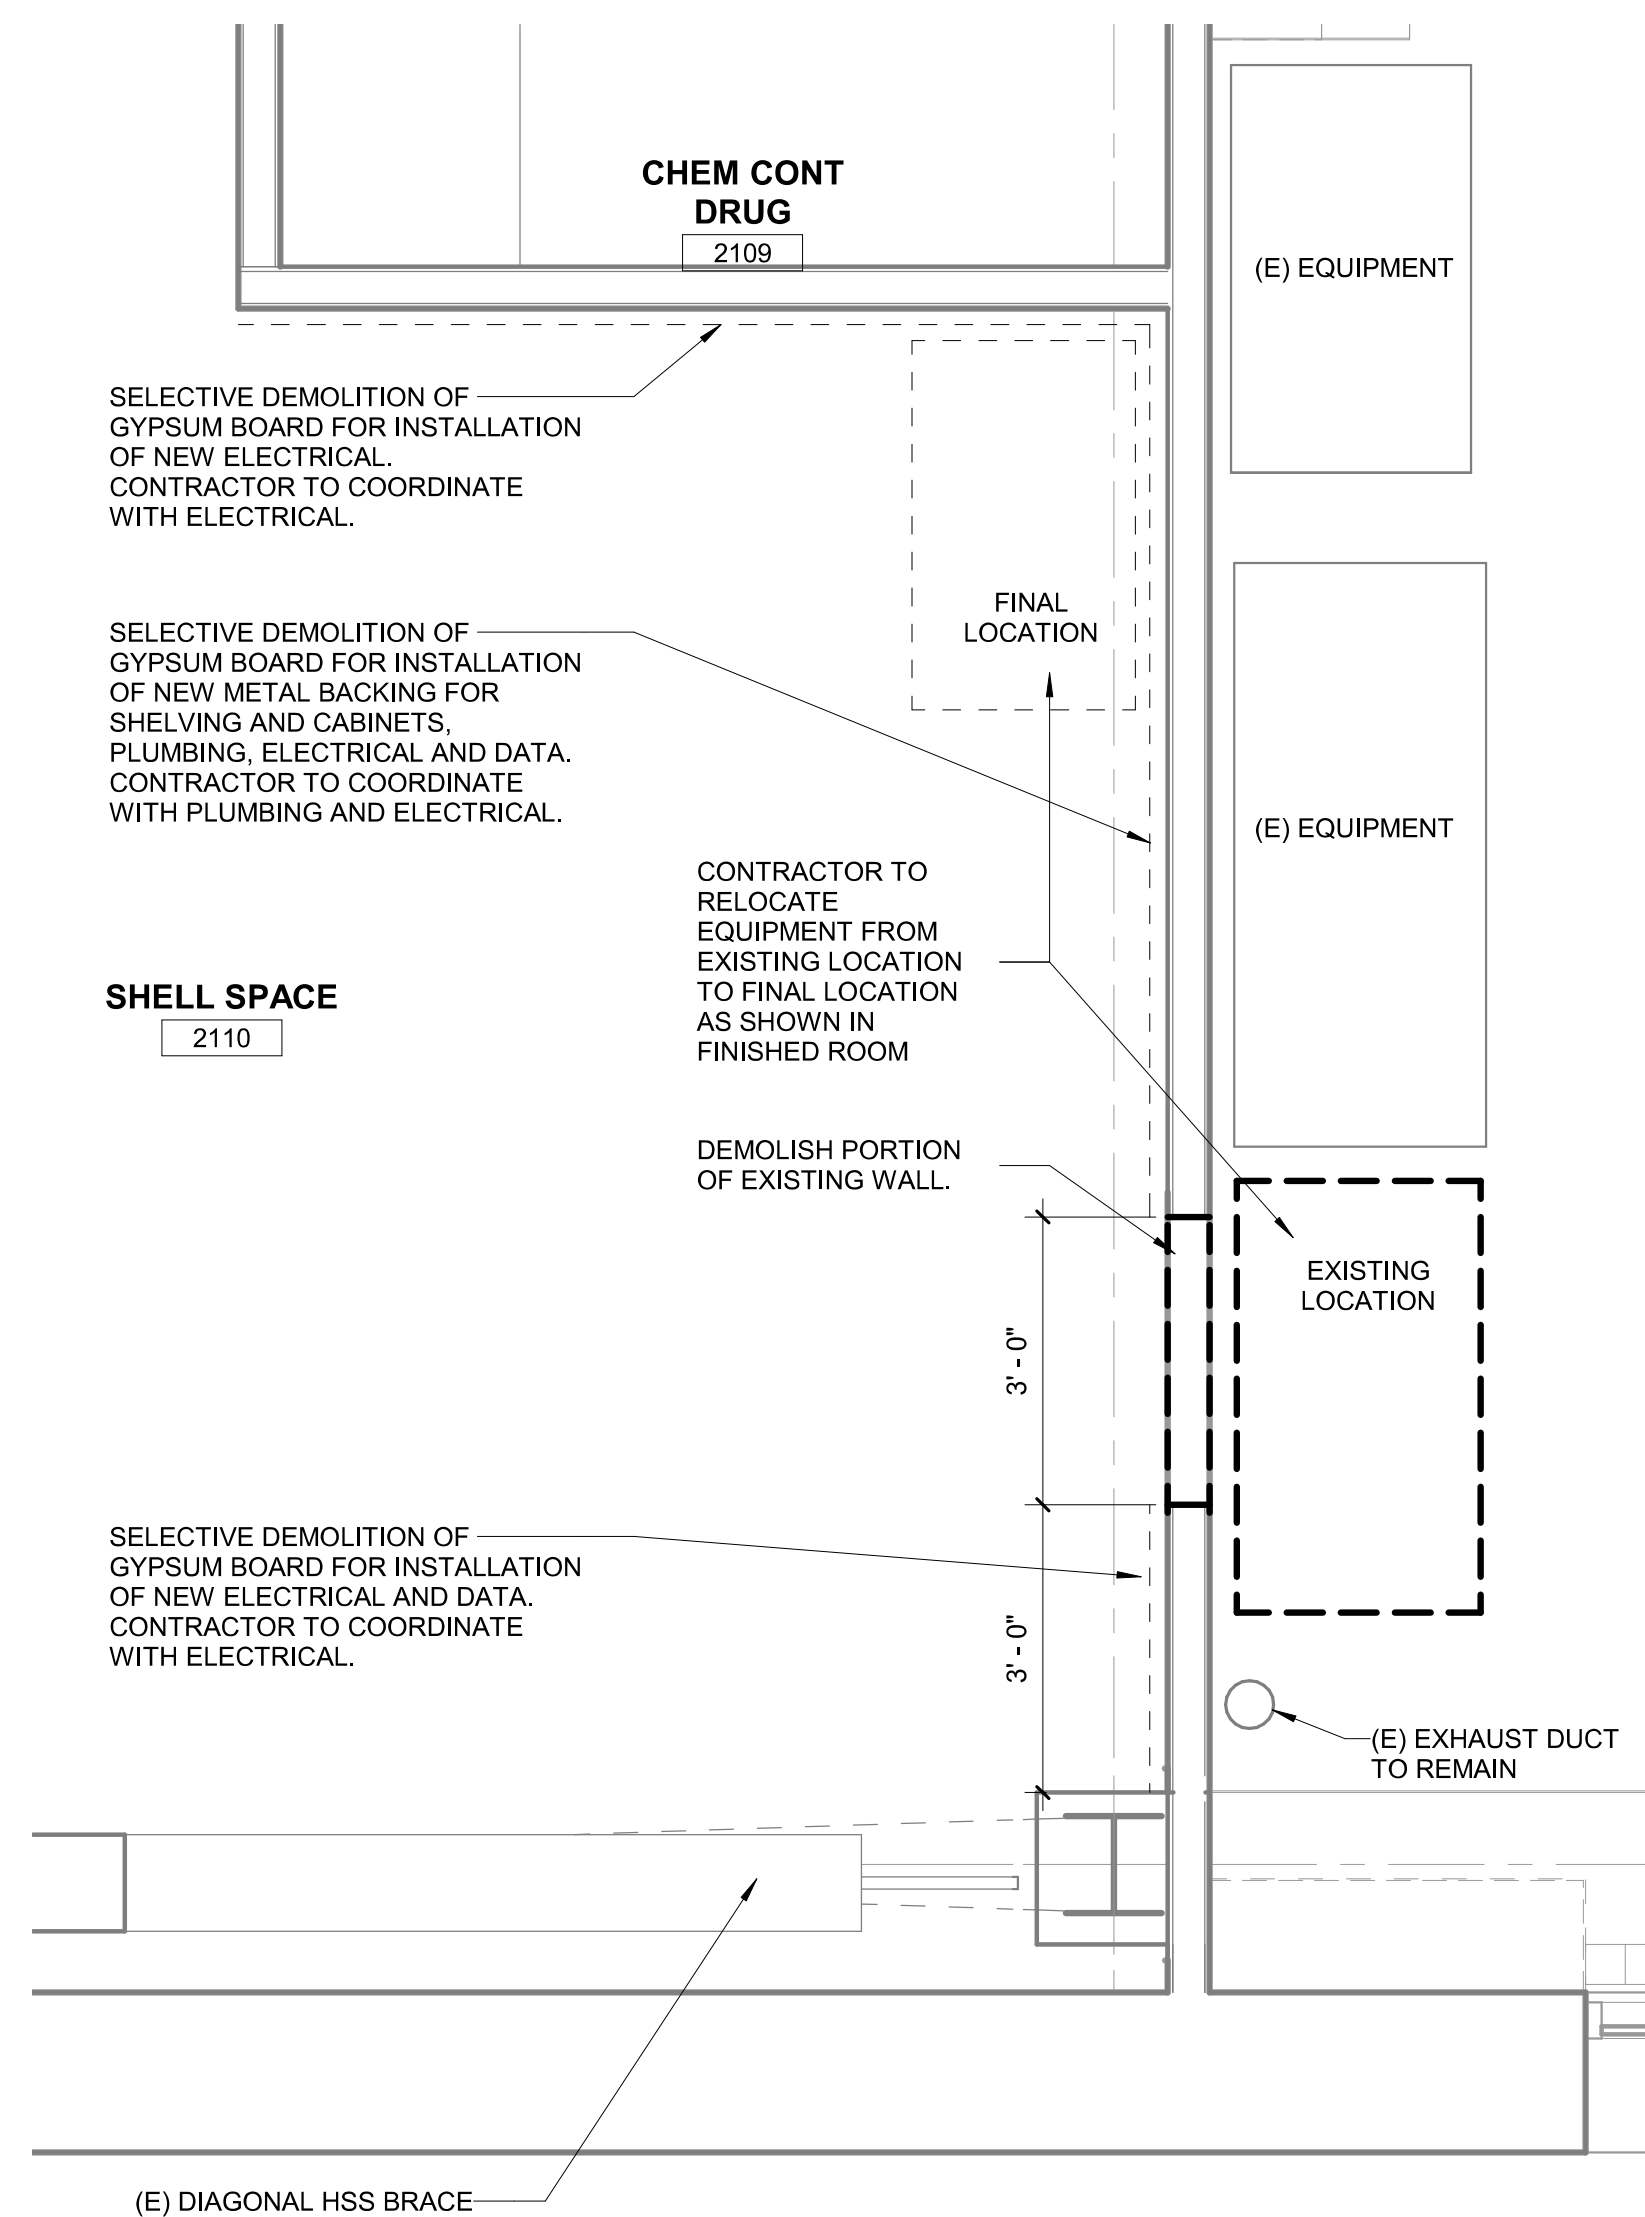 CHEM CONT
DRUG
2109
(E) EQUIPMENT
SELECTIVE DEMOLITION OF
GYPSUM BOARD FOR INSTALLATION
OF NEW ELECTRICAL.
CONTRACTOR TO COORDINATE
WITH ELECTRICAL.
FINAL
LOCATION
SELECTIVE DEMOLITION OF
GYPSUM BOARD FOR INSTALLATION
OF NEW METAL BACKING FOR
SHELVING AND CABINETS,
PLUMBING, ELECTRICAL AND DATA.
CONTRACTOR TO COORDINATE
WITH PLUMBING AND ELECTRICAL.
(E) EQUIPMENT
CONTRACTOR TO
RELOCATE
EQUIPMENT FROM
EXISTING LOCATION
TO FINAL LOCATION
AS SHOWN IN
FINISHED ROOM
SHELL SPACE
2110
DEMOLISH PORTION
OF EXISTING WALL.
EXISTING
LOCATION
3' - 0"
SELECTIVE DEMOLITION OF
GYPSUM BOARD FOR INSTALLATION
OF NEW ELECTRICAL AND DATA.
CONTRACTOR TO COORDINATE
WITH ELECTRICAL.
3' - 0"
(E) EXHAUST DUCT
TO REMAIN
(E) DIAGONAL HSS BRACE